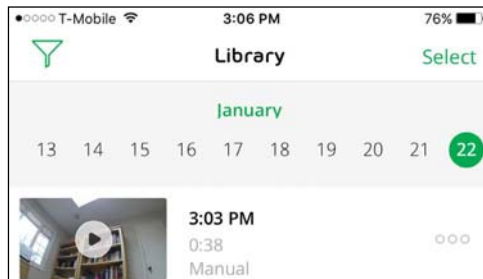 T-Mobile 3:06 PM 76%
Library Select
January
13 14 15 16 17 18 19 20 21 22
3:03 PM
0:38
Manual